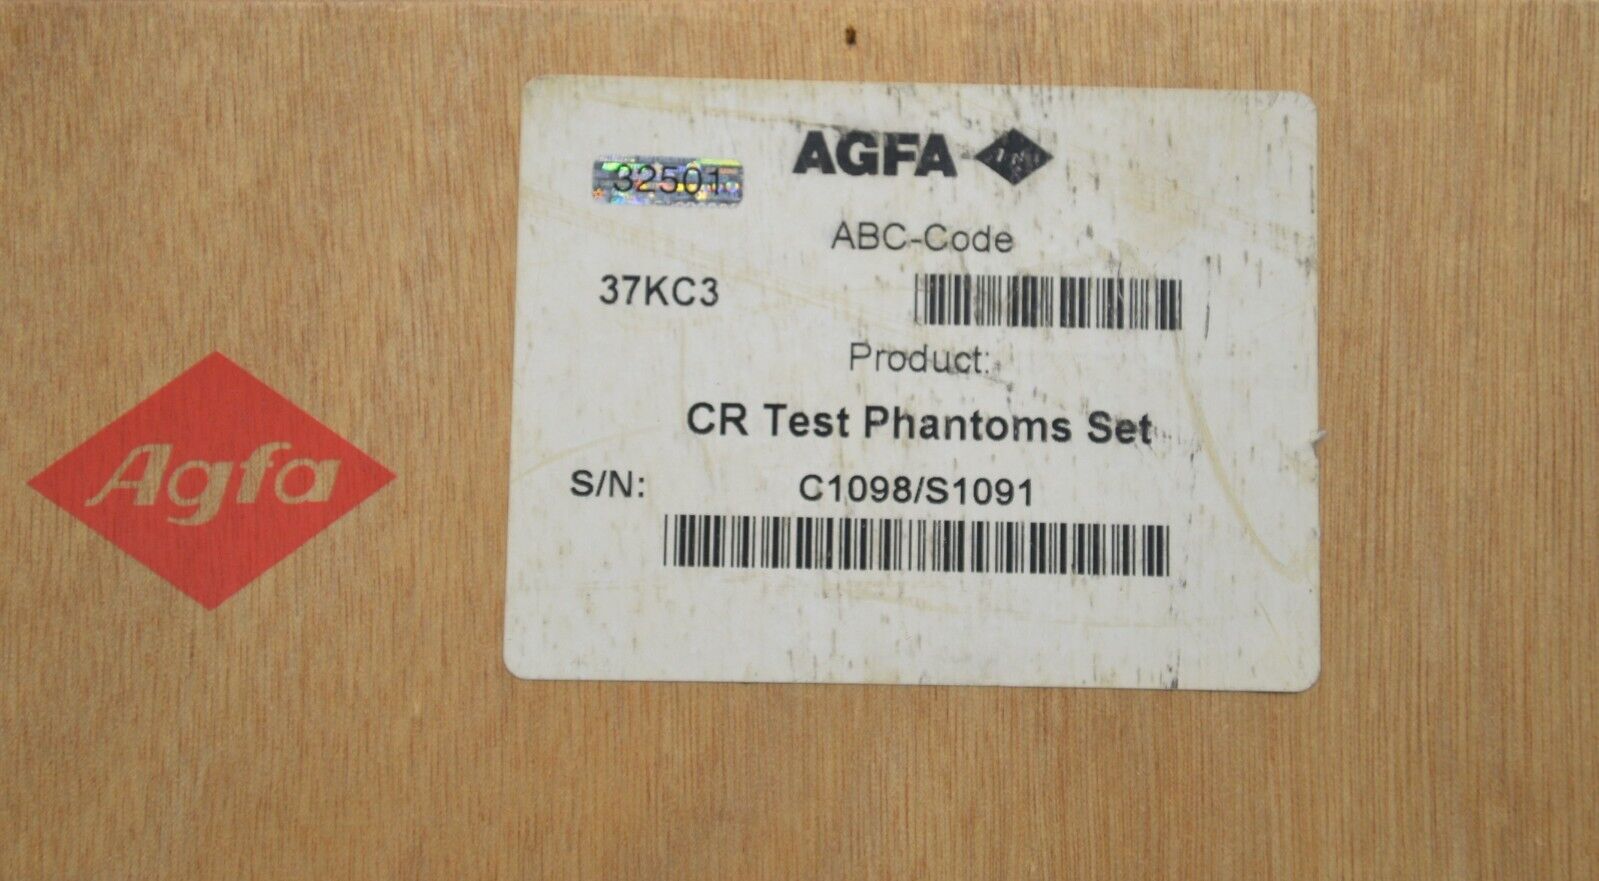 32501
AGFA
ABC-Code
37KC3
Product:
CR Test Phantoms Set
S/N: C1098/S1091
Agfa